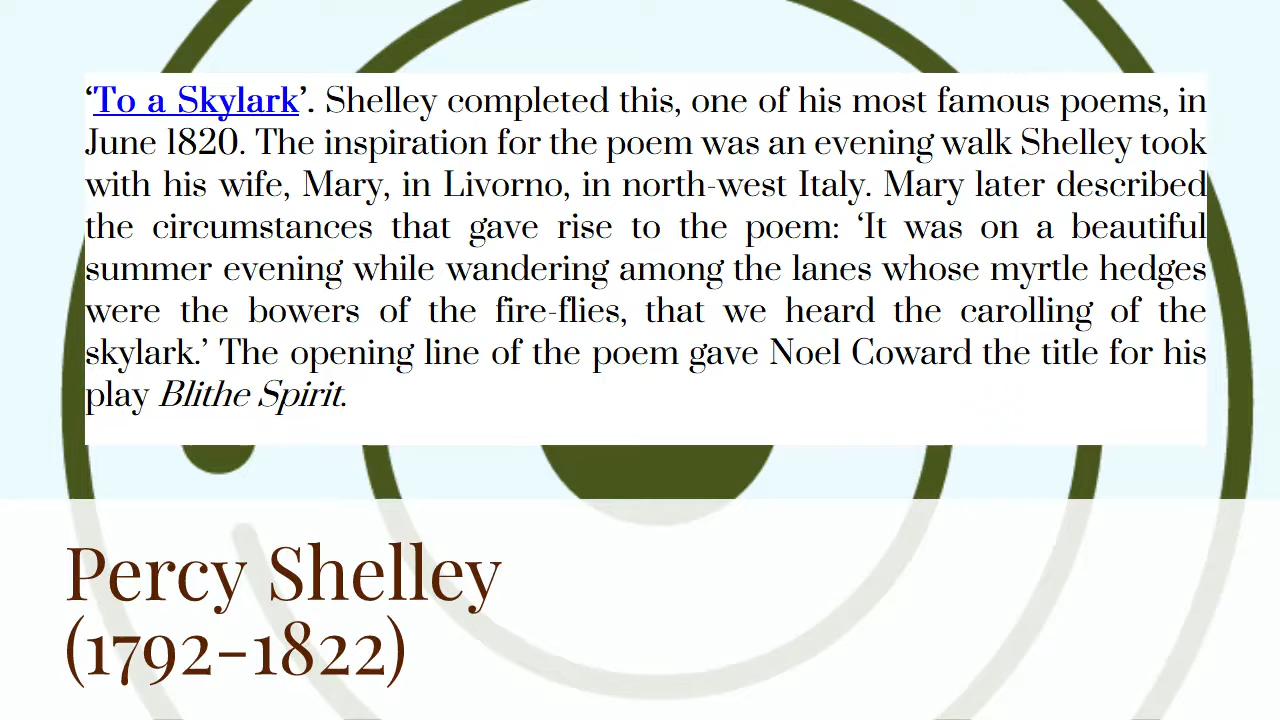 ‘To a Skylark’. Shelley completed this, one of his most famous poems, in
June 1820. The inspiration for the poem was an evening walk Shelley took
with his wife, Mary, in Livorno, in north-west Italy. Mary later described
the circumstances that gave rise to the poem: ‘It was on a beautiful
summer evening while wandering among the lanes whose myrtle hedges
were the bowers of the fire-flies, that we heard the carolling of the
skylark.’ The opening line of the poem gave Noel Coward the title for his
play Blithe Spirit.
Percy Shelley
(1792–1822)